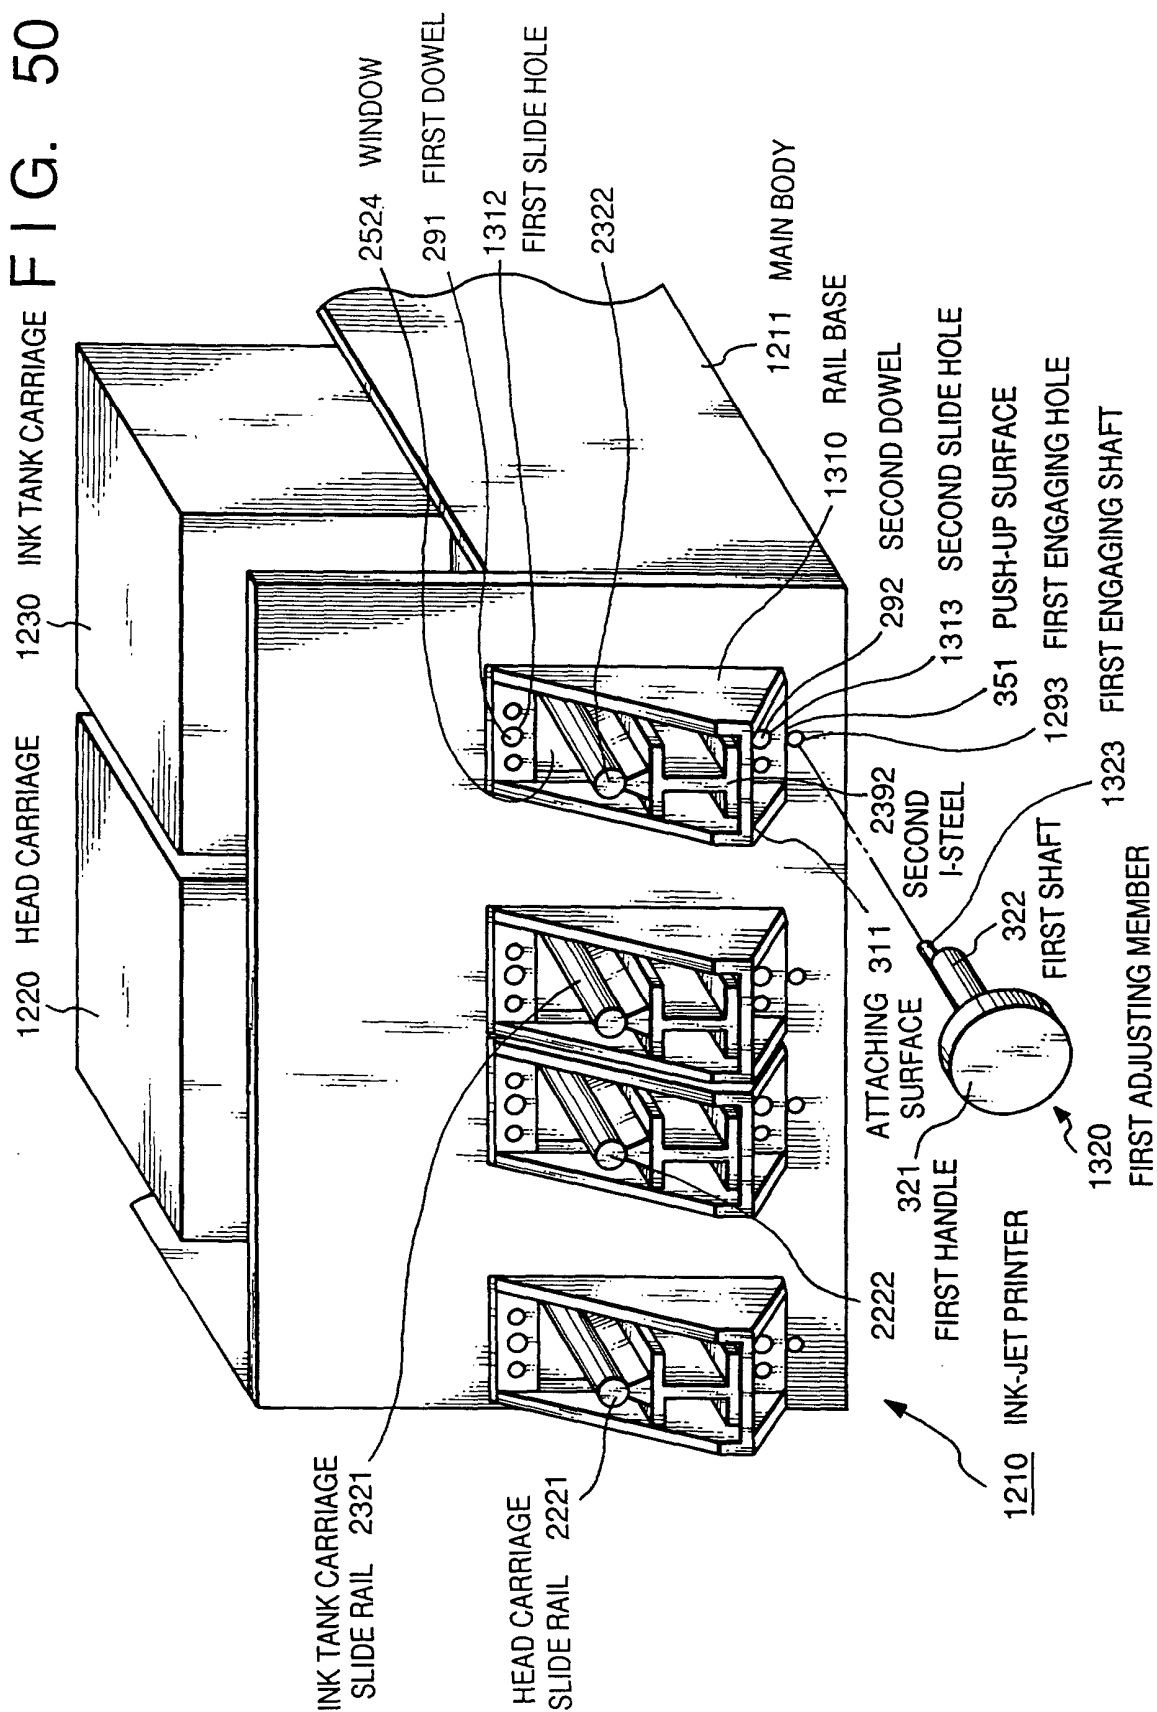 FIG. 50
1220 HEAD CARRIAGE
1230 INK TANK CARRIAGE
2524 WINDOW
291 FIRST DOWEL
1312
FIRST SLIDE HOLE
2322
1211 MAIN BODY
1310 RAIL BASE
292 SECOND DOWEL
1313 SECOND SLIDE HOLE
351 PUSH-UP SURFACE
1293 FIRST ENGAGING HOLE
1323 FIRST ENGAGING SHAFT
2392
SECOND
I-STEEL
322
FIRST SHAFT
ATTACHING 311
SURFACE
321
FIRST HANDLE
1320
FIRST ADJUSTING MEMBER
2222
1210 INK-JET PRINTER
INK TANK CARRIAGE
SLIDE RAIL 2321
HEAD CARRIAGE
SLIDE RAIL 2221